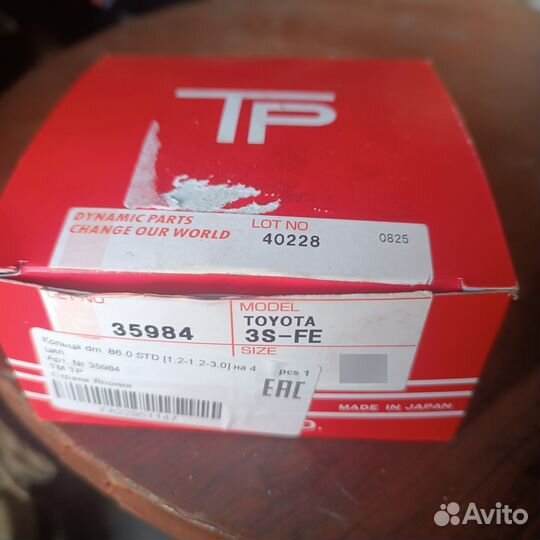 TP
DYNAMIC PARTS
CHANGE OUR WORLD
LOT NO
40228
0825
SET NO
35984
MODEL
TOYOTA
3S-FE
SIZE
Кольца dm. 86.0 STD [1.2-1.2-3.0] на 4
цил
Арт.№ 35984
ТМ TP
Страна Япония
pcs 1
EAC
MADE IN JAPAN
Avito